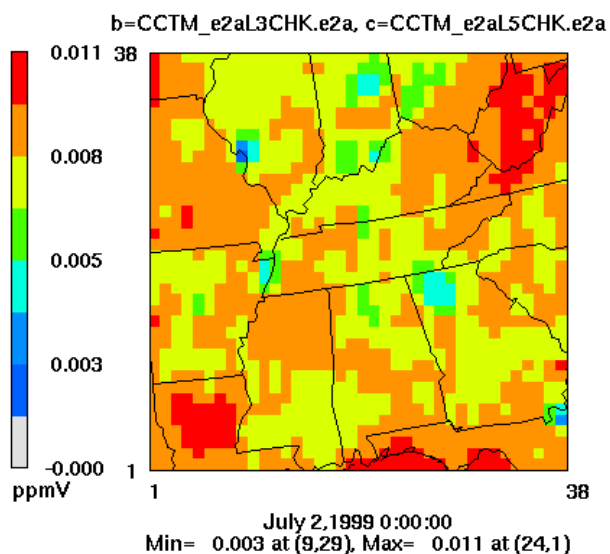 b=CCTM_e2aL3CHK.e2a, c=CCTM_e2aL5CHK.e2a
0.011
0.008
0.005
0.003
-0.000
ppmV
38
1
1
38
July 2,1999 0:00:00
Min= 0.003 at (9,29), Max= 0.011 at (24,1)